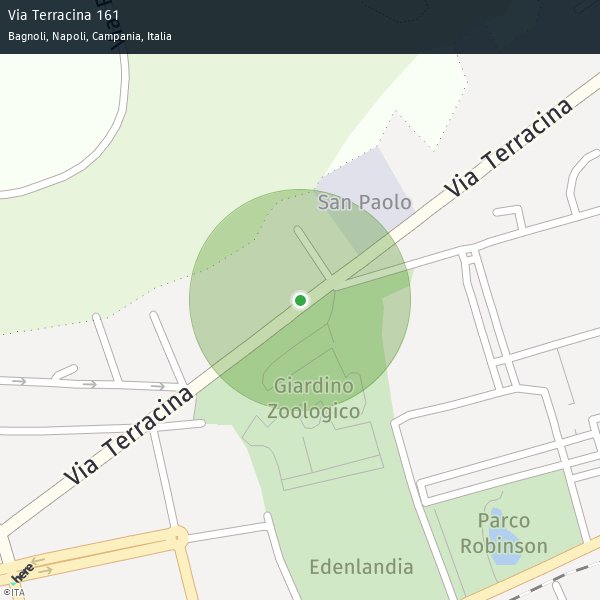 Via Terracina 161
Bagnoli, Napoli, Campania, Italia
Via Terracina
San Paolo
Giardino
Zoologico
Via Terracina
Parco
Robinson
Edenlandia
here
©ITA